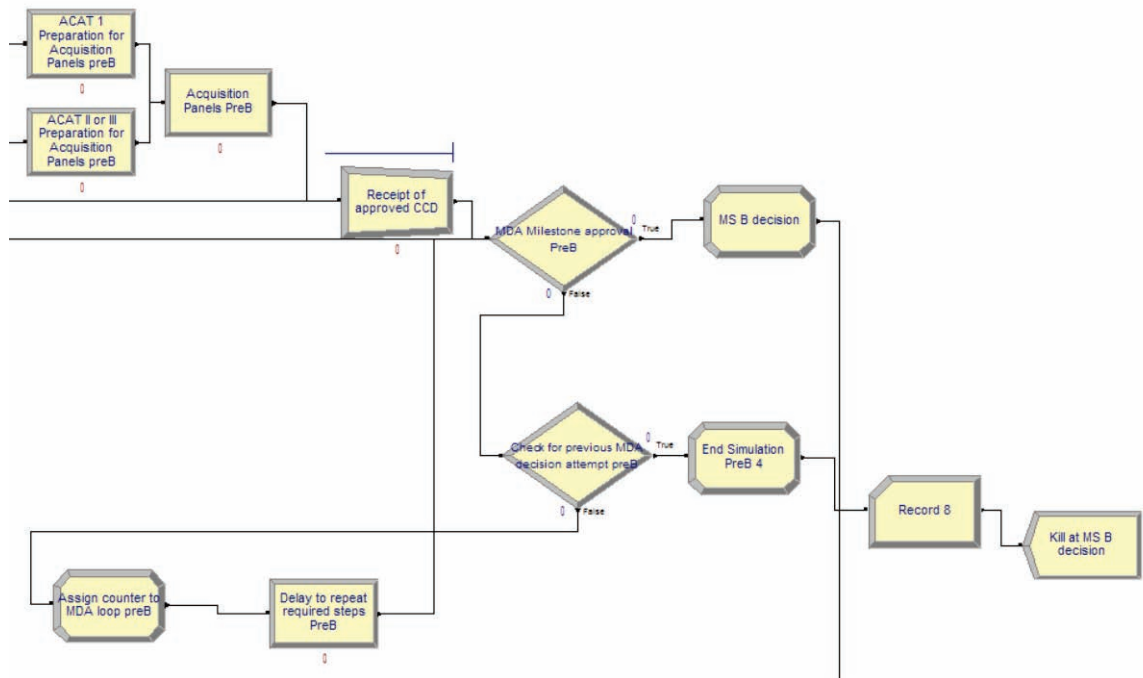 ACAT 1
Preparation for
Acquisition
Panels preB
0
Acquisition
Panels PreB
0
ACAT II or III
Preparation for
Acquisition
Panels preB
0
Receipt of
approved CCD
0
MDA Milestone approval
PreB
0
True
0
False
MS B decision
Check for previous MDA
decision attempt preB
0
True
0
False
End Simulation
PreB 4
Record 8
Kill at MS B
decision
Assign counter to
MDA loop preB
Delay to repeat
required steps
PreB
0